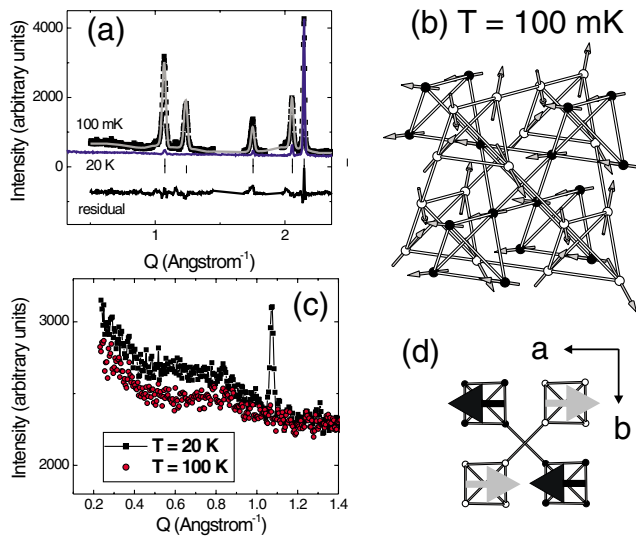 (a)
4000
2000
0
Intensity (arbitrary units)
100 mK
20 K
residual
1
2
Q (Angstrom-1)
(b) T = 100 mK
(c)
3000
2000
Intensity (arbitrary units)
T = 20 K
T = 100 K
0.2 0.4 0.6 0.8 1.0 1.2 1.4
Q (Angstrom-1)
(d)
a
b